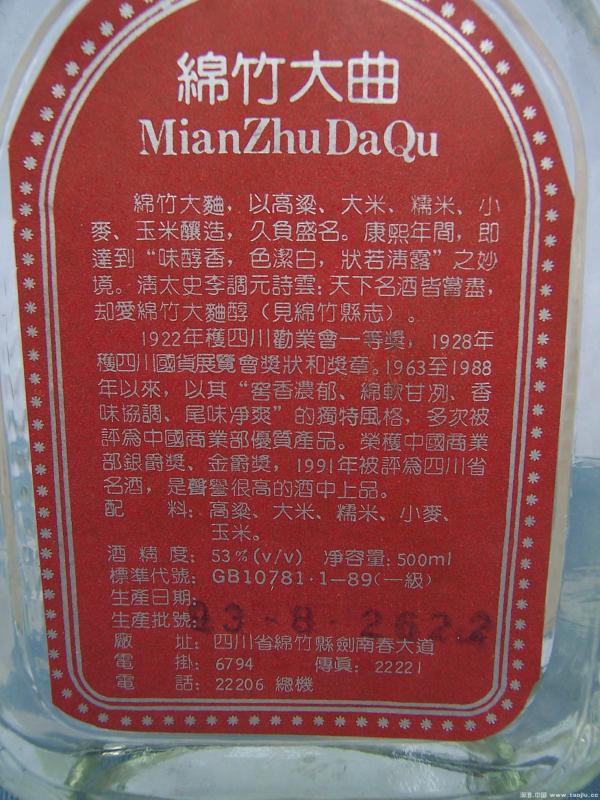 綿竹大曲
MianZhuDaQu
綿竹大麯，以高粱、大米、糯米、小
麥、玉米釀造，久負盛名。康熙年間，即
達到“味醇香，色潔白，狀若清露”之妙
境。清太史李調元詩雲：天下名酒皆嘗盡，
却愛綿竹大麯醇（見綿竹縣志）。
1922年穫四川勸業會一等獎，1928年
穫四川國貨展覽會獎狀和獎章。1963至1988
年以來，以其“窖香濃郁、綿軟甘冽、香
味協調、尾味净爽”的獨特風格，多次被
評爲中國商業部優質產品。榮穫中國商業
部銀爵獎、金爵獎，1991年被評爲四川省
名酒，是聲譽很高的酒中上品。
配 料：高粱、大米、糯米、小麥、
玉米。
酒精度：53%(v/v) 净容量：500ml
標準代號：GB10781·1—89(一級)
生產日期：
生產批號：93-8-2622
廠 址：四川省綿竹縣劍南春大道
電 掛：6794 傳真：22221
電 話：22206 總機
淘酒.中国 www.taojiu.cc